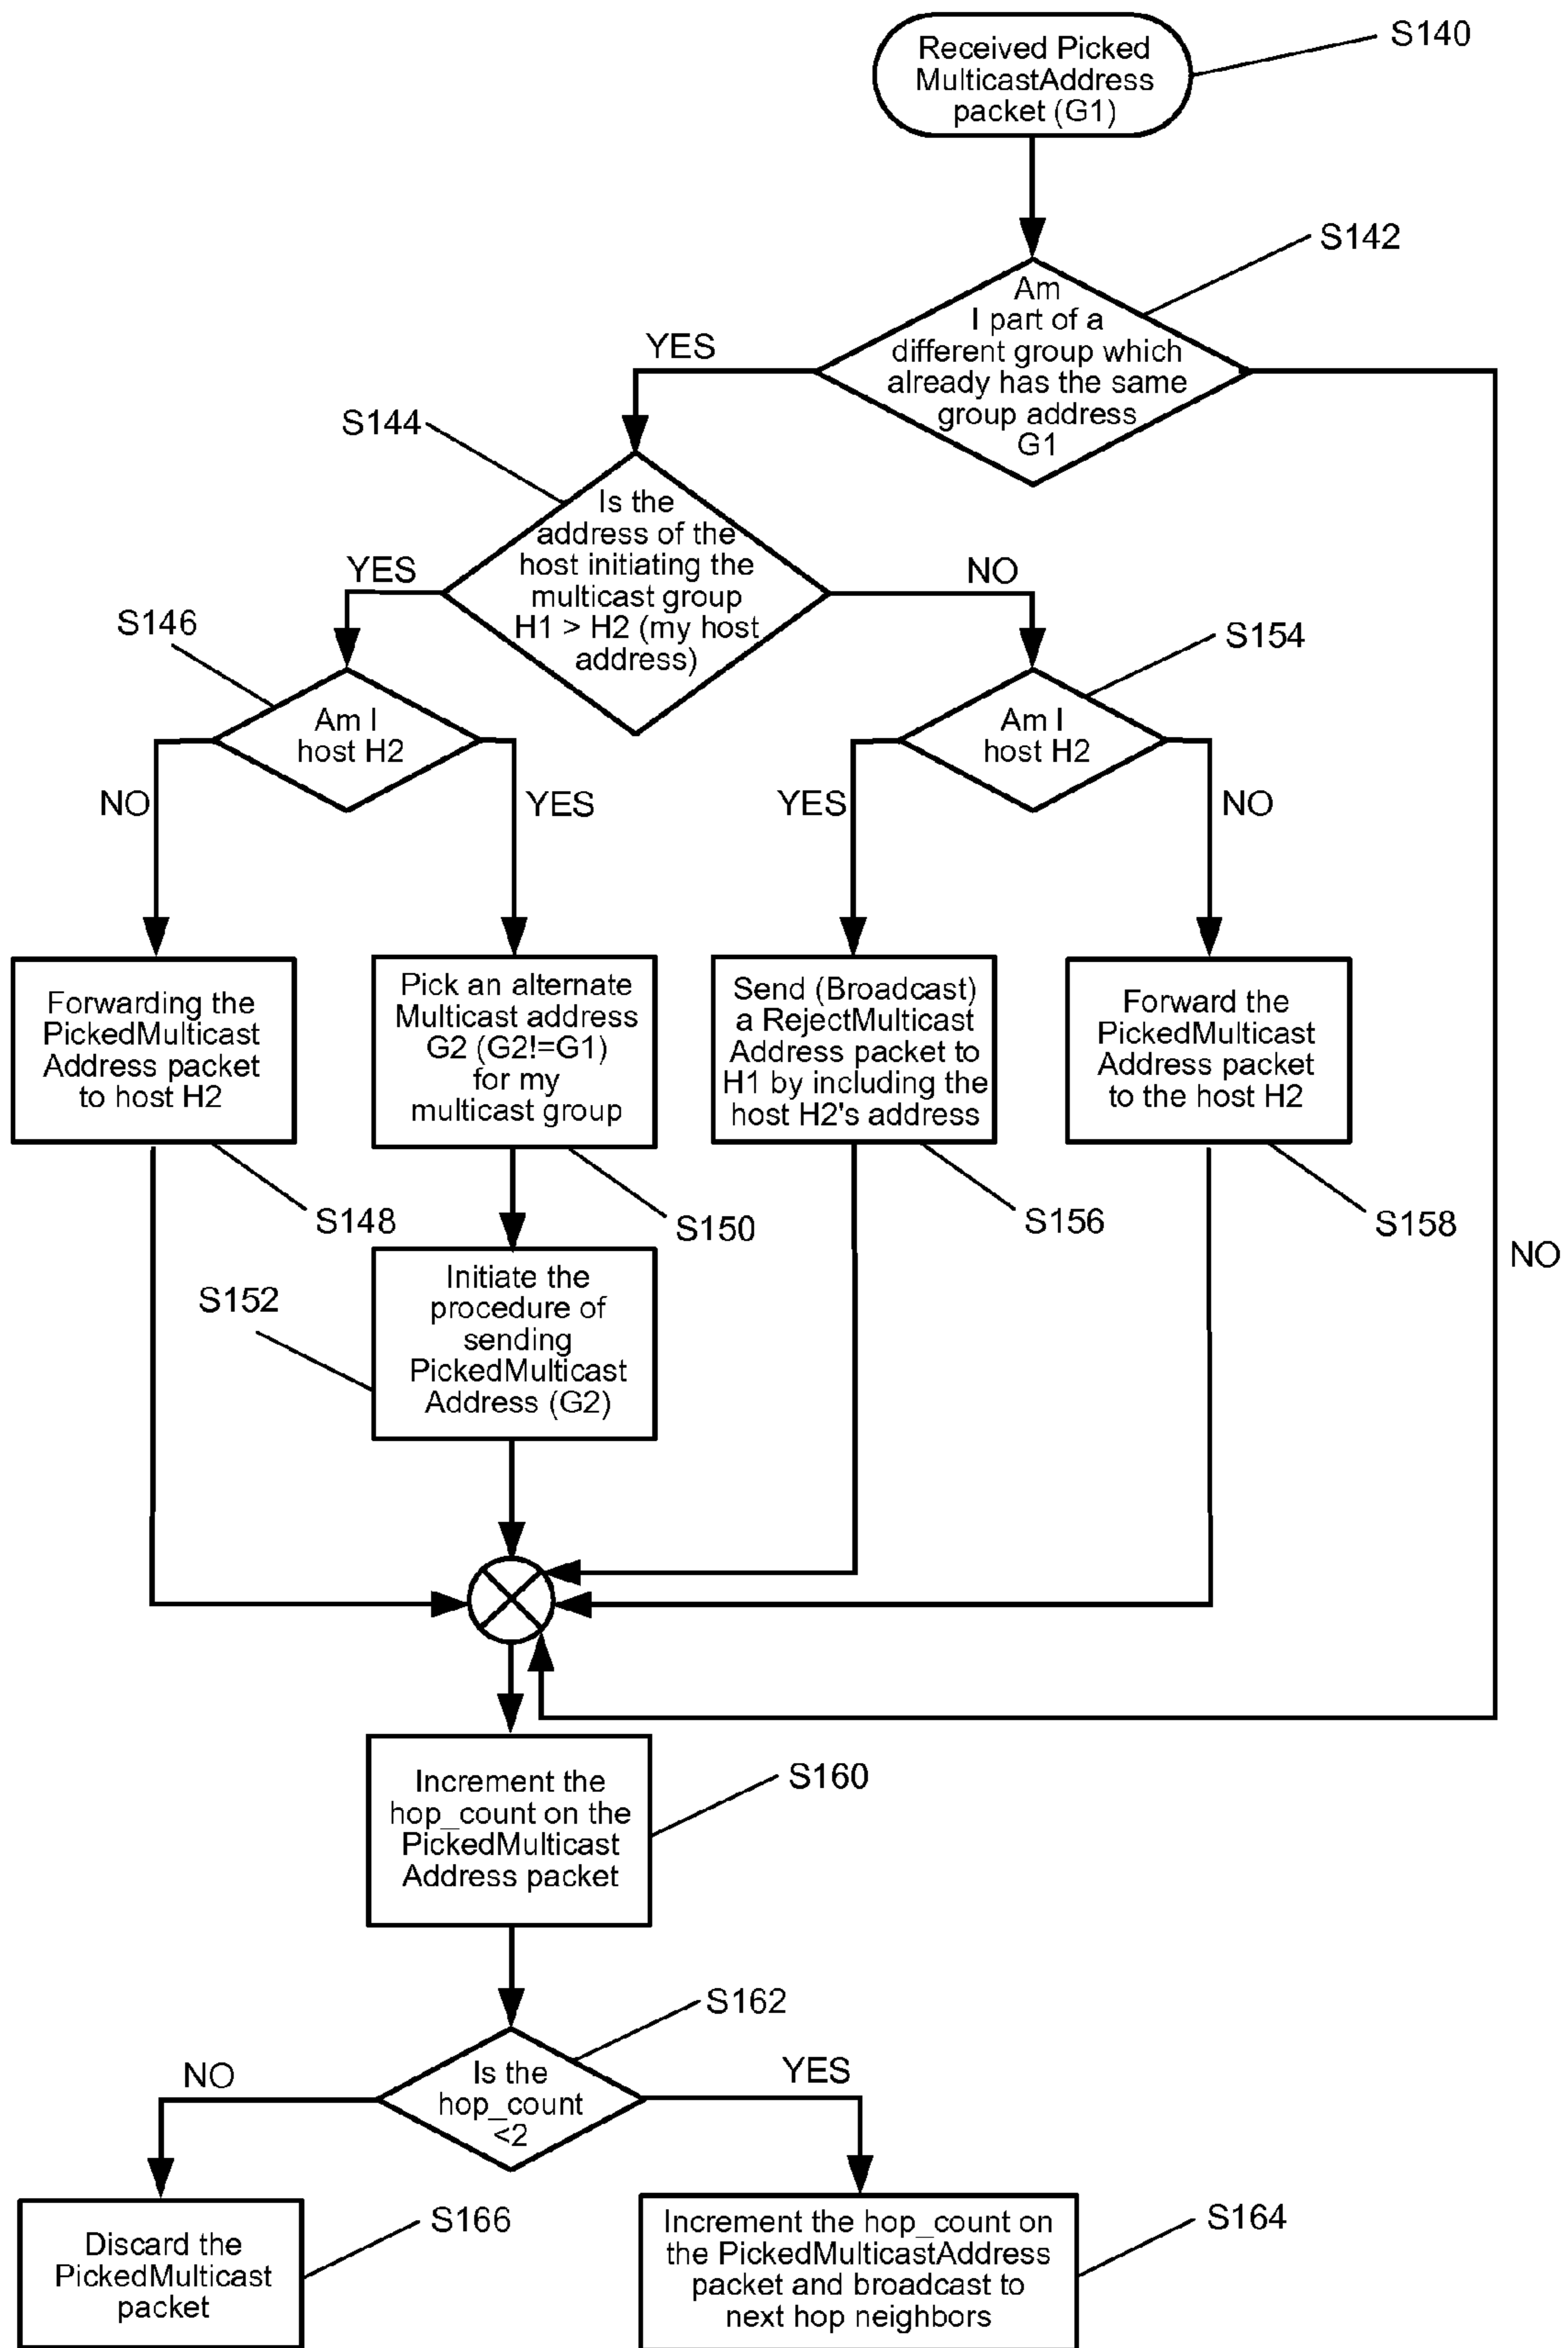 Received Picked
MulticastAddress
packet (G1)
S140
S142
Am
I part of a
different group which
already has the same
group address
G1
YES
S144
Is the
address of the
host initiating the
multicast group
H1 > H2 (my host
address)
YES
NO
S146
S154
Am I
host H2
Am I
host H2
NO
YES
YES
NO
Forwarding the
PickedMulticast
Address packet
to host H2
Pick an alternate
Multicast address
G2 (G2!=G1)
for my
multicast group
Send (Broadcast)
a RejectMulticast
Address packet to
H1 by including the
host H2's address
Forward the
PickedMulticast
Address packet
to the host H2
S148
S150
S156
S158
NO
S152
Initiate the
procedure of
sending
PickedMulticast
Address (G2)
Increment the
hop_count on the
PickedMulticast
Address packet
S160
S162
Is the
hop_count
<2
NO
YES
Discard the
PickedMulticast
packet
S166
Increment the hop_count on
the PickedMulticastAddress
packet and broadcast to
next hop neighbors
S164